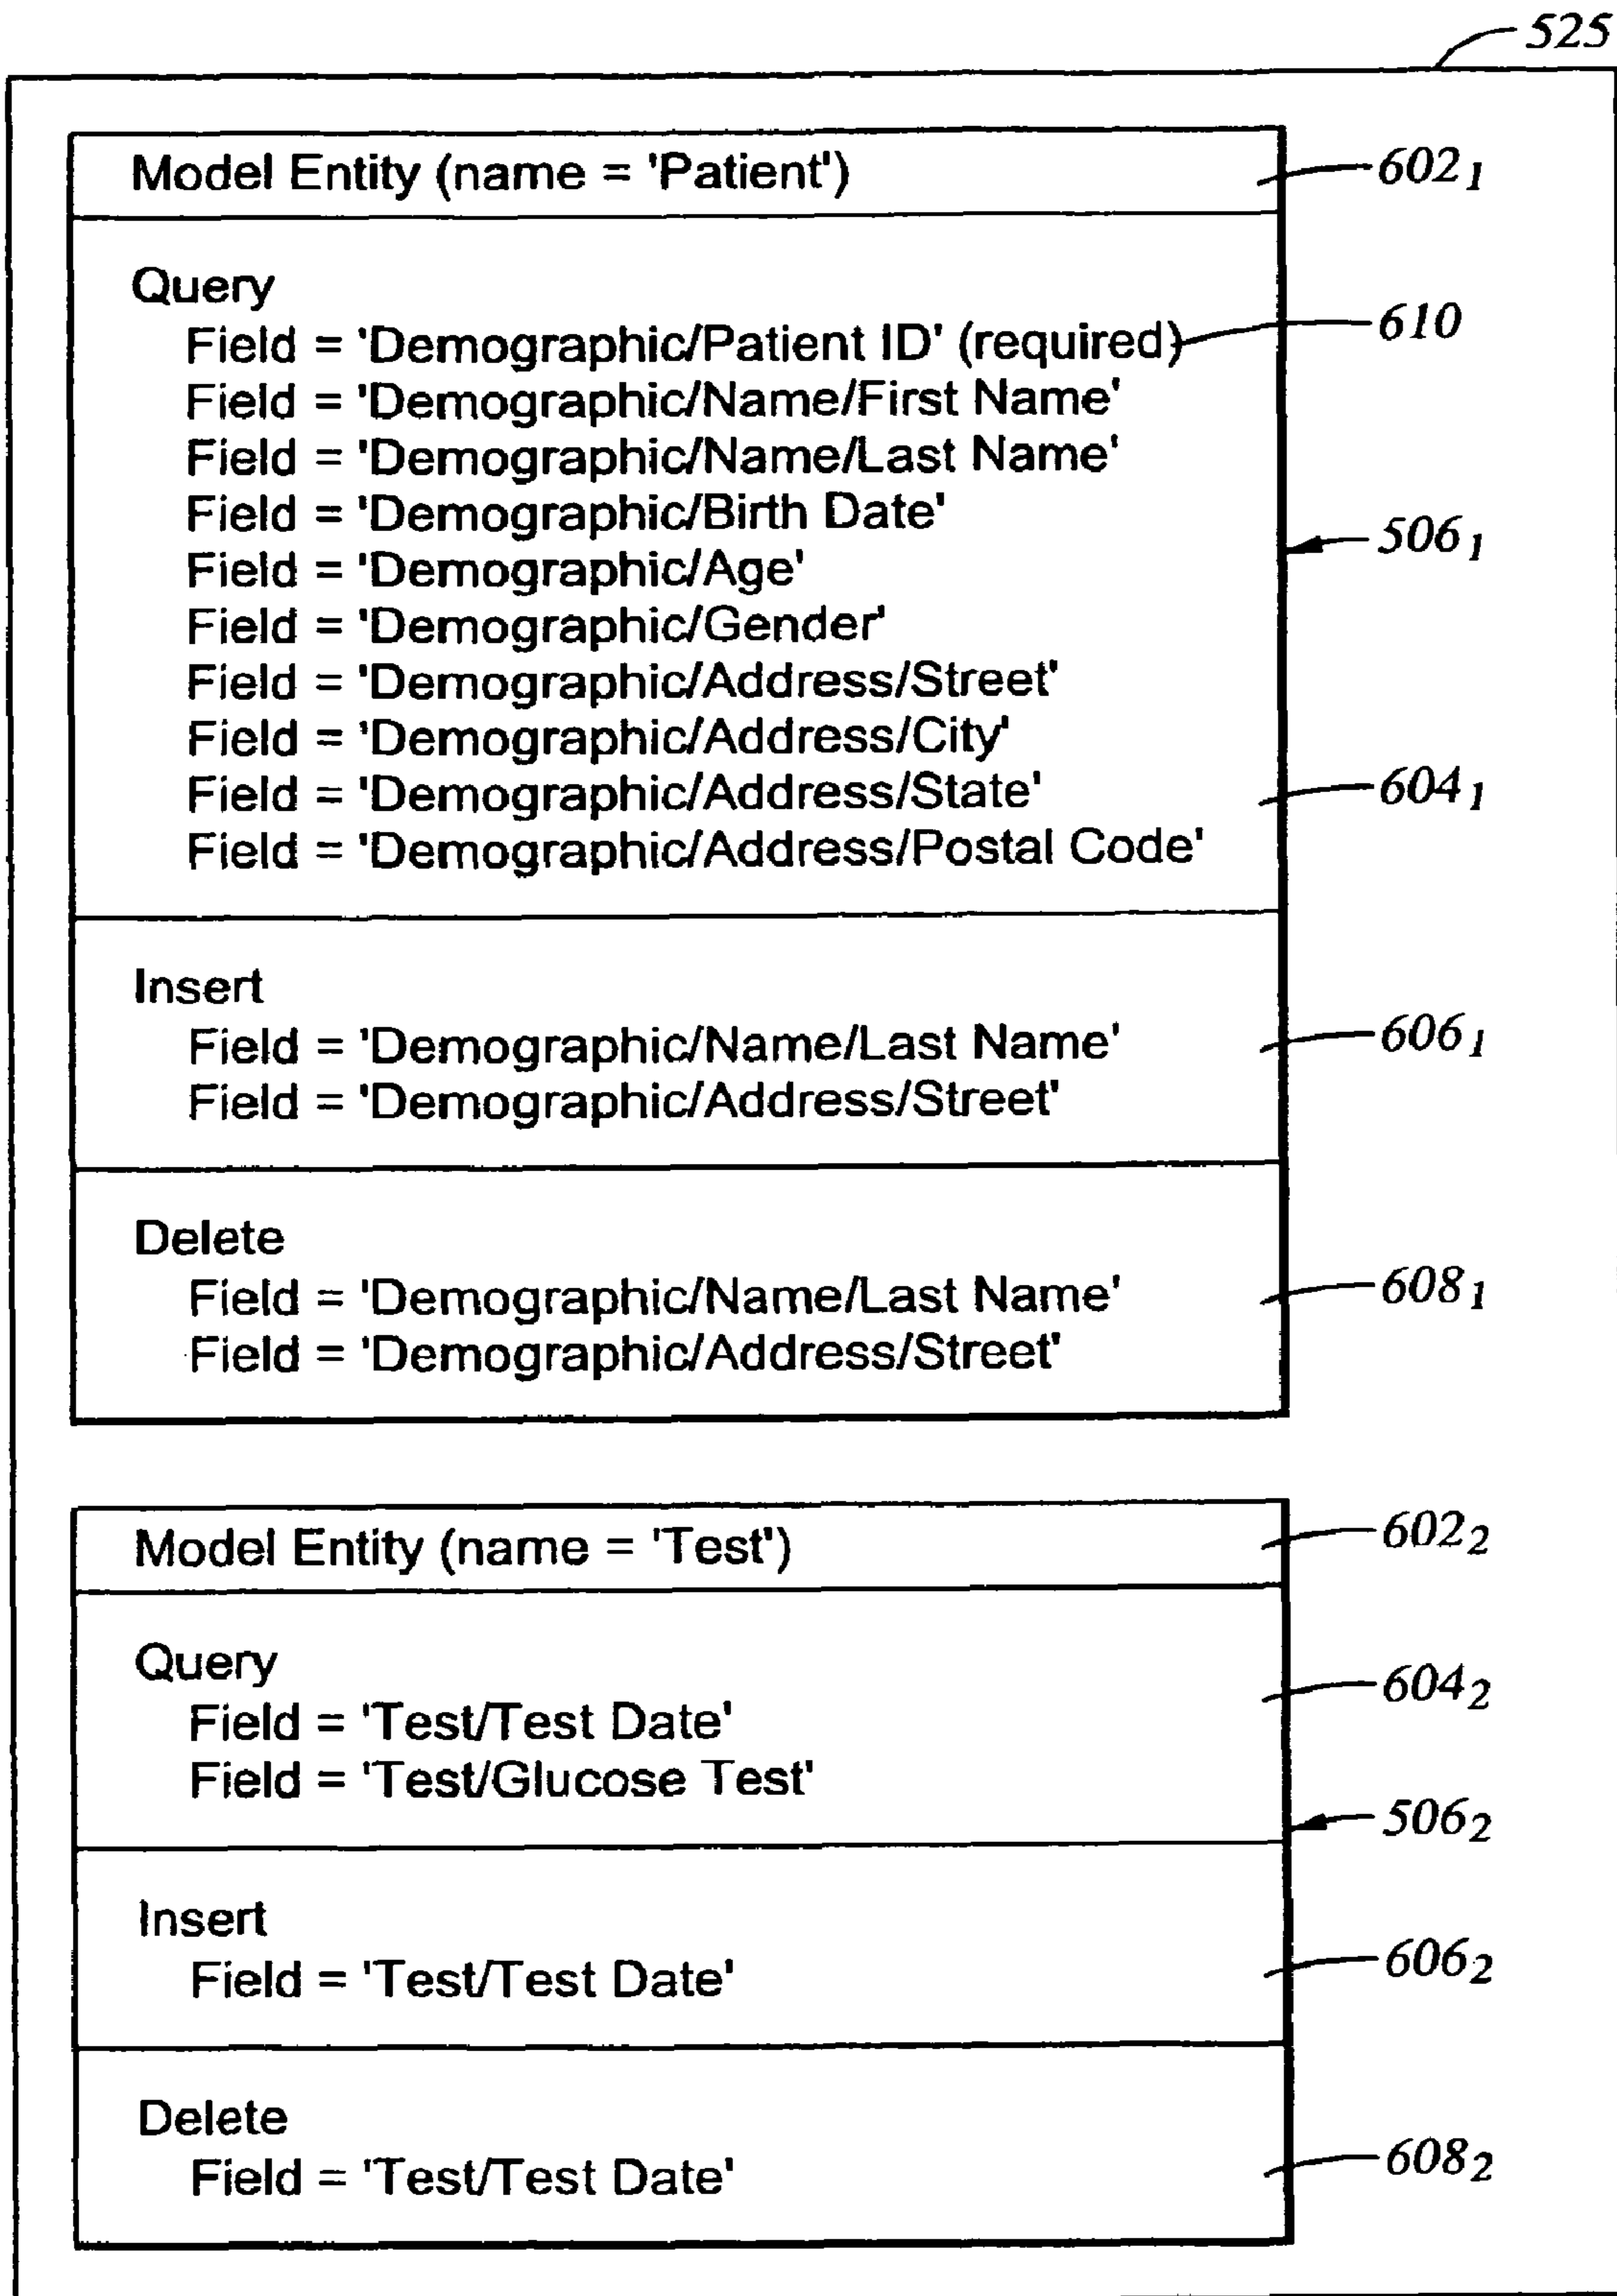 525
Model Entity (name = 'Patient') 602₁
Query
Field = 'Demographic/Patient ID' (required) 610
Field = 'Demographic/Name/First Name'
Field = 'Demographic/Name/Last Name'
Field = 'Demographic/Birth Date' 506₁
Field = 'Demographic/Age'
Field = 'Demographic/Gender'
Field = 'Demographic/Address/Street'
Field = 'Demographic/Address/City'
Field = 'Demographic/Address/State' 604₁
Field = 'Demographic/Address/Postal Code'
Insert
Field = 'Demographic/Name/Last Name' 606₁
Field = 'Demographic/Address/Street'
Delete
Field = 'Demographic/Name/Last Name' 608₁
Field = 'Demographic/Address/Street'
Model Entity (name = 'Test') 602₂
Query
Field = 'Test/Test Date' 604₂
Field = 'Test/Glucose Test'
506₂
Insert
Field = 'Test/Test Date' 606₂
Delete
Field = 'Test/Test Date' 608₂